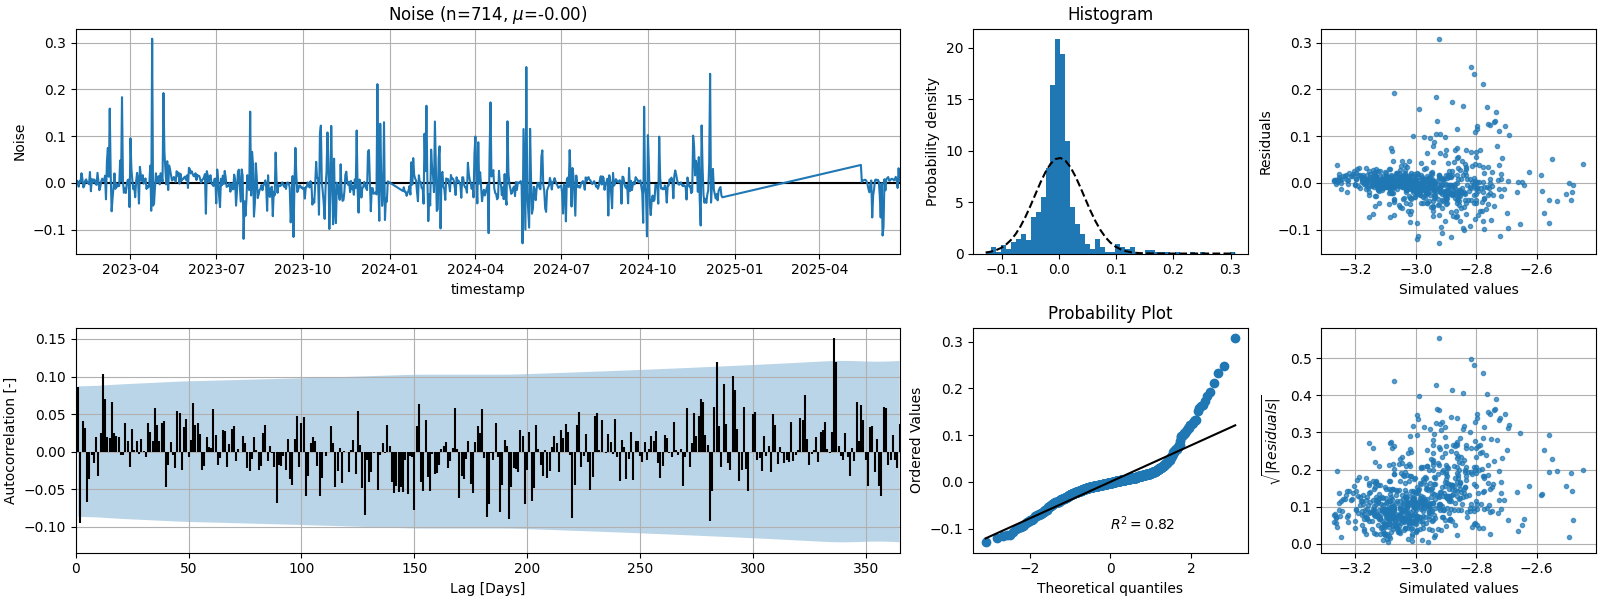 Noise (n=714, μ=-0.00)
Noise
0.3
0.2
0.1
0.0
−0.1
2023-04 2023-07 2023-10 2024-01 2024-04 2024-07 2024-10 2025-01 2025-04
timestamp
Histogram
Probability density
20
15
10
5
0
−0.1 0.0 0.1 0.2 0.3
Residuals
0.3
0.2
0.1
0.0
−0.1
−3.2 −3.0 −2.8 −2.6
Simulated values
Autocorrelation [-]
0.15
0.10
0.05
0.00
−0.05
−0.10
0 50 100 150 200 250 300 350
Lag [Days]
Probability Plot
Ordered Values
0.3
0.2
0.1
0.0
−0.1
R² = 0.82
−2 0 2
Theoretical quantiles
√|Residuals|
0.5
0.4
0.3
0.2
0.1
0.0
−3.2 −3.0 −2.8 −2.6
Simulated values